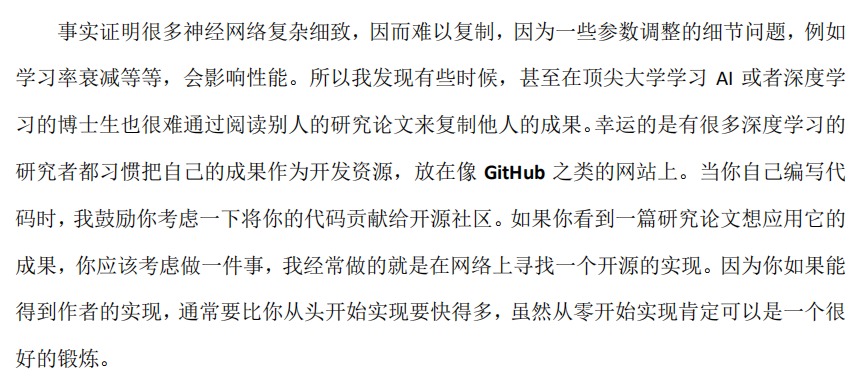 事实证明很多神经网络复杂细致，因而难以复制，因为一些参数调整的细节问题，例如
学习率衰减等等，会影响性能。所以我发现有些时候，甚至在顶尖大学学习 AI 或者深度学
习的博士生也很难通过阅读别人的研究论文来复制他人的成果。幸运的是有很多深度学习的
研究者都习惯把自己的成果作为开发资源，放在像 GitHub 之类的网站上。当你自己编写代
码时，我鼓励你考虑一下将你的代码贡献给开源社区。如果你看到一篇研究论文想应用它的
成果，你应该考虑做一件事，我经常做的就是在网络上寻找一个开源的实现。因为你如果能
得到作者的实现，通常要比你从头开始实现要快得多，虽然从零开始实现肯定可以是一个很
好的锻炼。